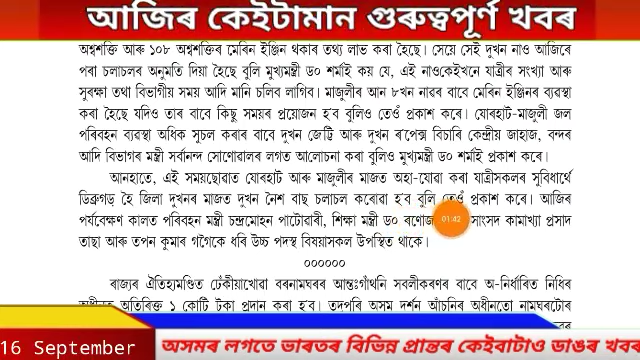 আজিৰ কেইটামান গুৰুত্বপূৰ্ণ খবৰ
অশ্বশক্তি আৰু ১০৮ অশ্বশক্তিৰ মেৰিন ইঞ্জিন থকাৰ তথ্য লাভ কৰা হৈছে। সেয়ে সেই দুখন নাও আজিৰে
পৰা চলাচলৰ অনুমতি দিয়া হৈছে বুলি মুখ্যমন্ত্ৰী ড০ শৰ্মাই কয় যে, এই নাওকেইখনে যাত্ৰীৰ সংখ্যা আৰু
সুৰক্ষা তথা বিভাগীয় সময় আদি মানি চলিব লাগিব। মাজুলীৰ আন ৮খন নাৱৰ বাবে মেৰিন ইঞ্জিনৰ ব্যৱস্থা
কৰা হৈছে যদিও তাৰ বাবে কিছু সময়ৰ প্ৰয়োজন হ'ব বুলিও তেওঁ প্ৰকাশ কৰে। যোৰহাট-মাজুলী জল
পৰিবহন ব্যৱস্থা অধিক সুচল কৰাৰ বাবে দুখন জেট্টি আৰু দুখন ৰ'পেক্স বিচাৰি কেন্দ্ৰীয় জাহাজ, বন্দৰ
আদি বিভাগৰ মন্ত্ৰী সৰ্বানন্দ সোণোৱালৰ লগত আলোচনা কৰা বুলিও মুখ্যমন্ত্ৰী ড০ শৰ্মাই প্ৰকাশ কৰে।
আনহাতে, এই সময়ছোৱাত যোৰহাট আৰু মাজুলীৰ মাজত অহা-যোৱা কৰা যাত্ৰীসকলৰ সুবিধাৰ্থে
ডিব্ৰুগড় হৈ জিলা দুখনৰ মাজত দুখন নৈশ বাছ চলাচল কৰোৱা হ'ব বুলি তেওঁ প্ৰকাশ কৰে। আজিৰ
পৰ্যবেক্ষণ কালত পৰিবহন মন্ত্ৰী চন্দ্ৰমোহন পাটোৱাৰী, শিক্ষা মন্ত্ৰী ড০ ৰণোজ 01:42 সাংসদ কামাখ্যা প্ৰসাদ
তাছা আৰু তপন কুমাৰ গগৈকে ধৰি উচ্চ পদস্থ বিষয়াসকল উপস্থিত থাকে।
০০০০০০
ৰাজ্যৰ ঐতিহ্যমণ্ডিত ঢেঁকীয়াখোৱা বৰনামঘৰৰ আন্তঃগাঁথনি সবলীকৰণৰ বাবে অ-নিৰ্ধাৰিত নিধিৰ
অধীনত অতিৰিক্ত ১ কোটি টকা প্ৰদান কৰা হ'ব। তদুপৰি অসম দৰ্শন আঁচনিৰ অধীনতো নামঘৰটোৰ
16 September
অসমৰ লগতে ভাৰতৰ বিভিন্ন প্ৰান্তৰ কেইবাটাও ডাঙৰ খবৰ